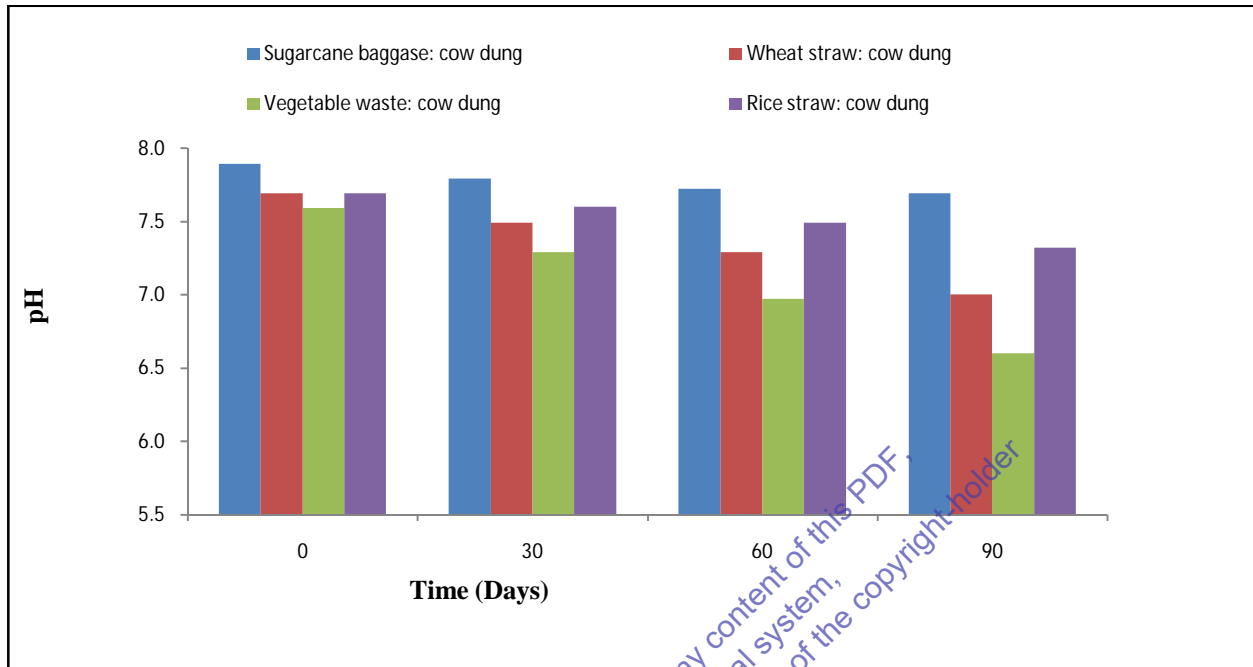 Sugarcane baggase: cow dung
Wheat straw: cow dung
Vegetable waste: cow dung
Rice straw: cow dung
8.0
7.5
7.0
6.5
6.0
5.5
pH
0 30 60 90
Time (Days)
content of this PDF,
al system,
of the copyright-holder